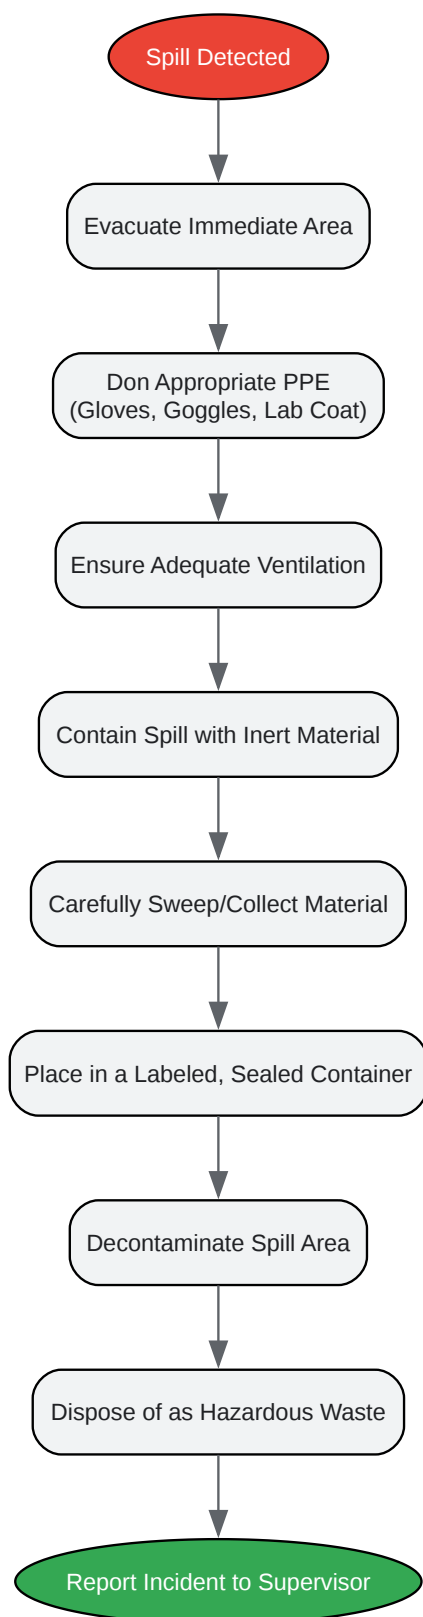 Spill Detected
Evacuate Immediate Area
Don Appropriate PPE
(Gloves, Goggles, Lab Coat)
Ensure Adequate Ventilation
Contain Spill with Inert Material
Carefully Sweep/Collect Material
Place in a Labeled, Sealed Container
Decontaminate Spill Area
Dispose of as Hazardous Waste
Report Incident to Supervisor